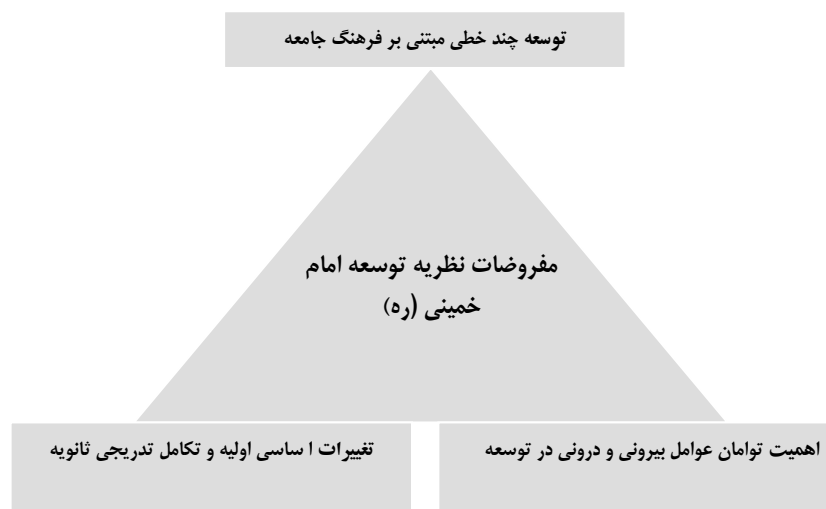 توسعه چند خطی مبتنی بر فرهنگ جامعه
مفروضات نظریه توسعه امام
خمینی (ره)
اهمیت توامان عوامل بیرونی و درونی در توسعه
تغییرات ا ساسی اولیه و تکامل تدریجی ثانویه